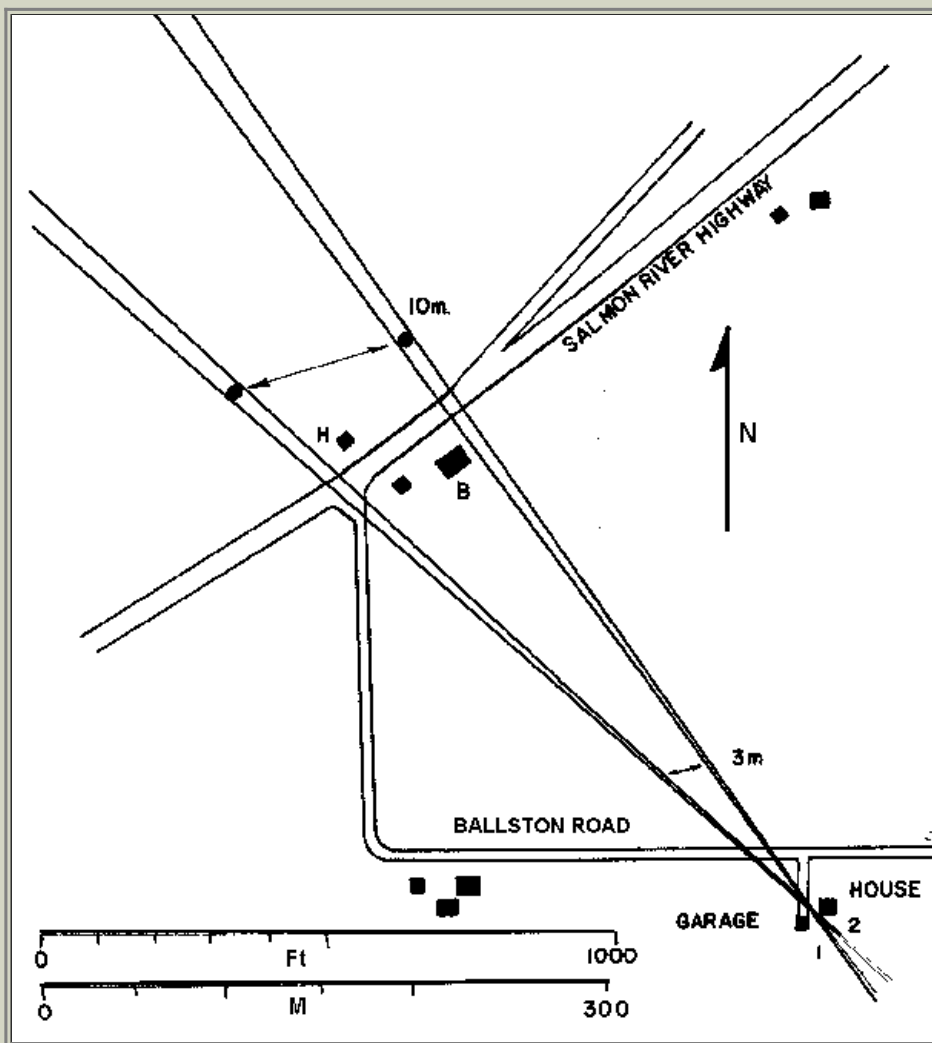 10m.
SALMON RIVER HIGHWAY
N
H
B
3m
BALLSTON ROAD
HOUSE
GARAGE
2
1
0 Ft 1000
0 M 300